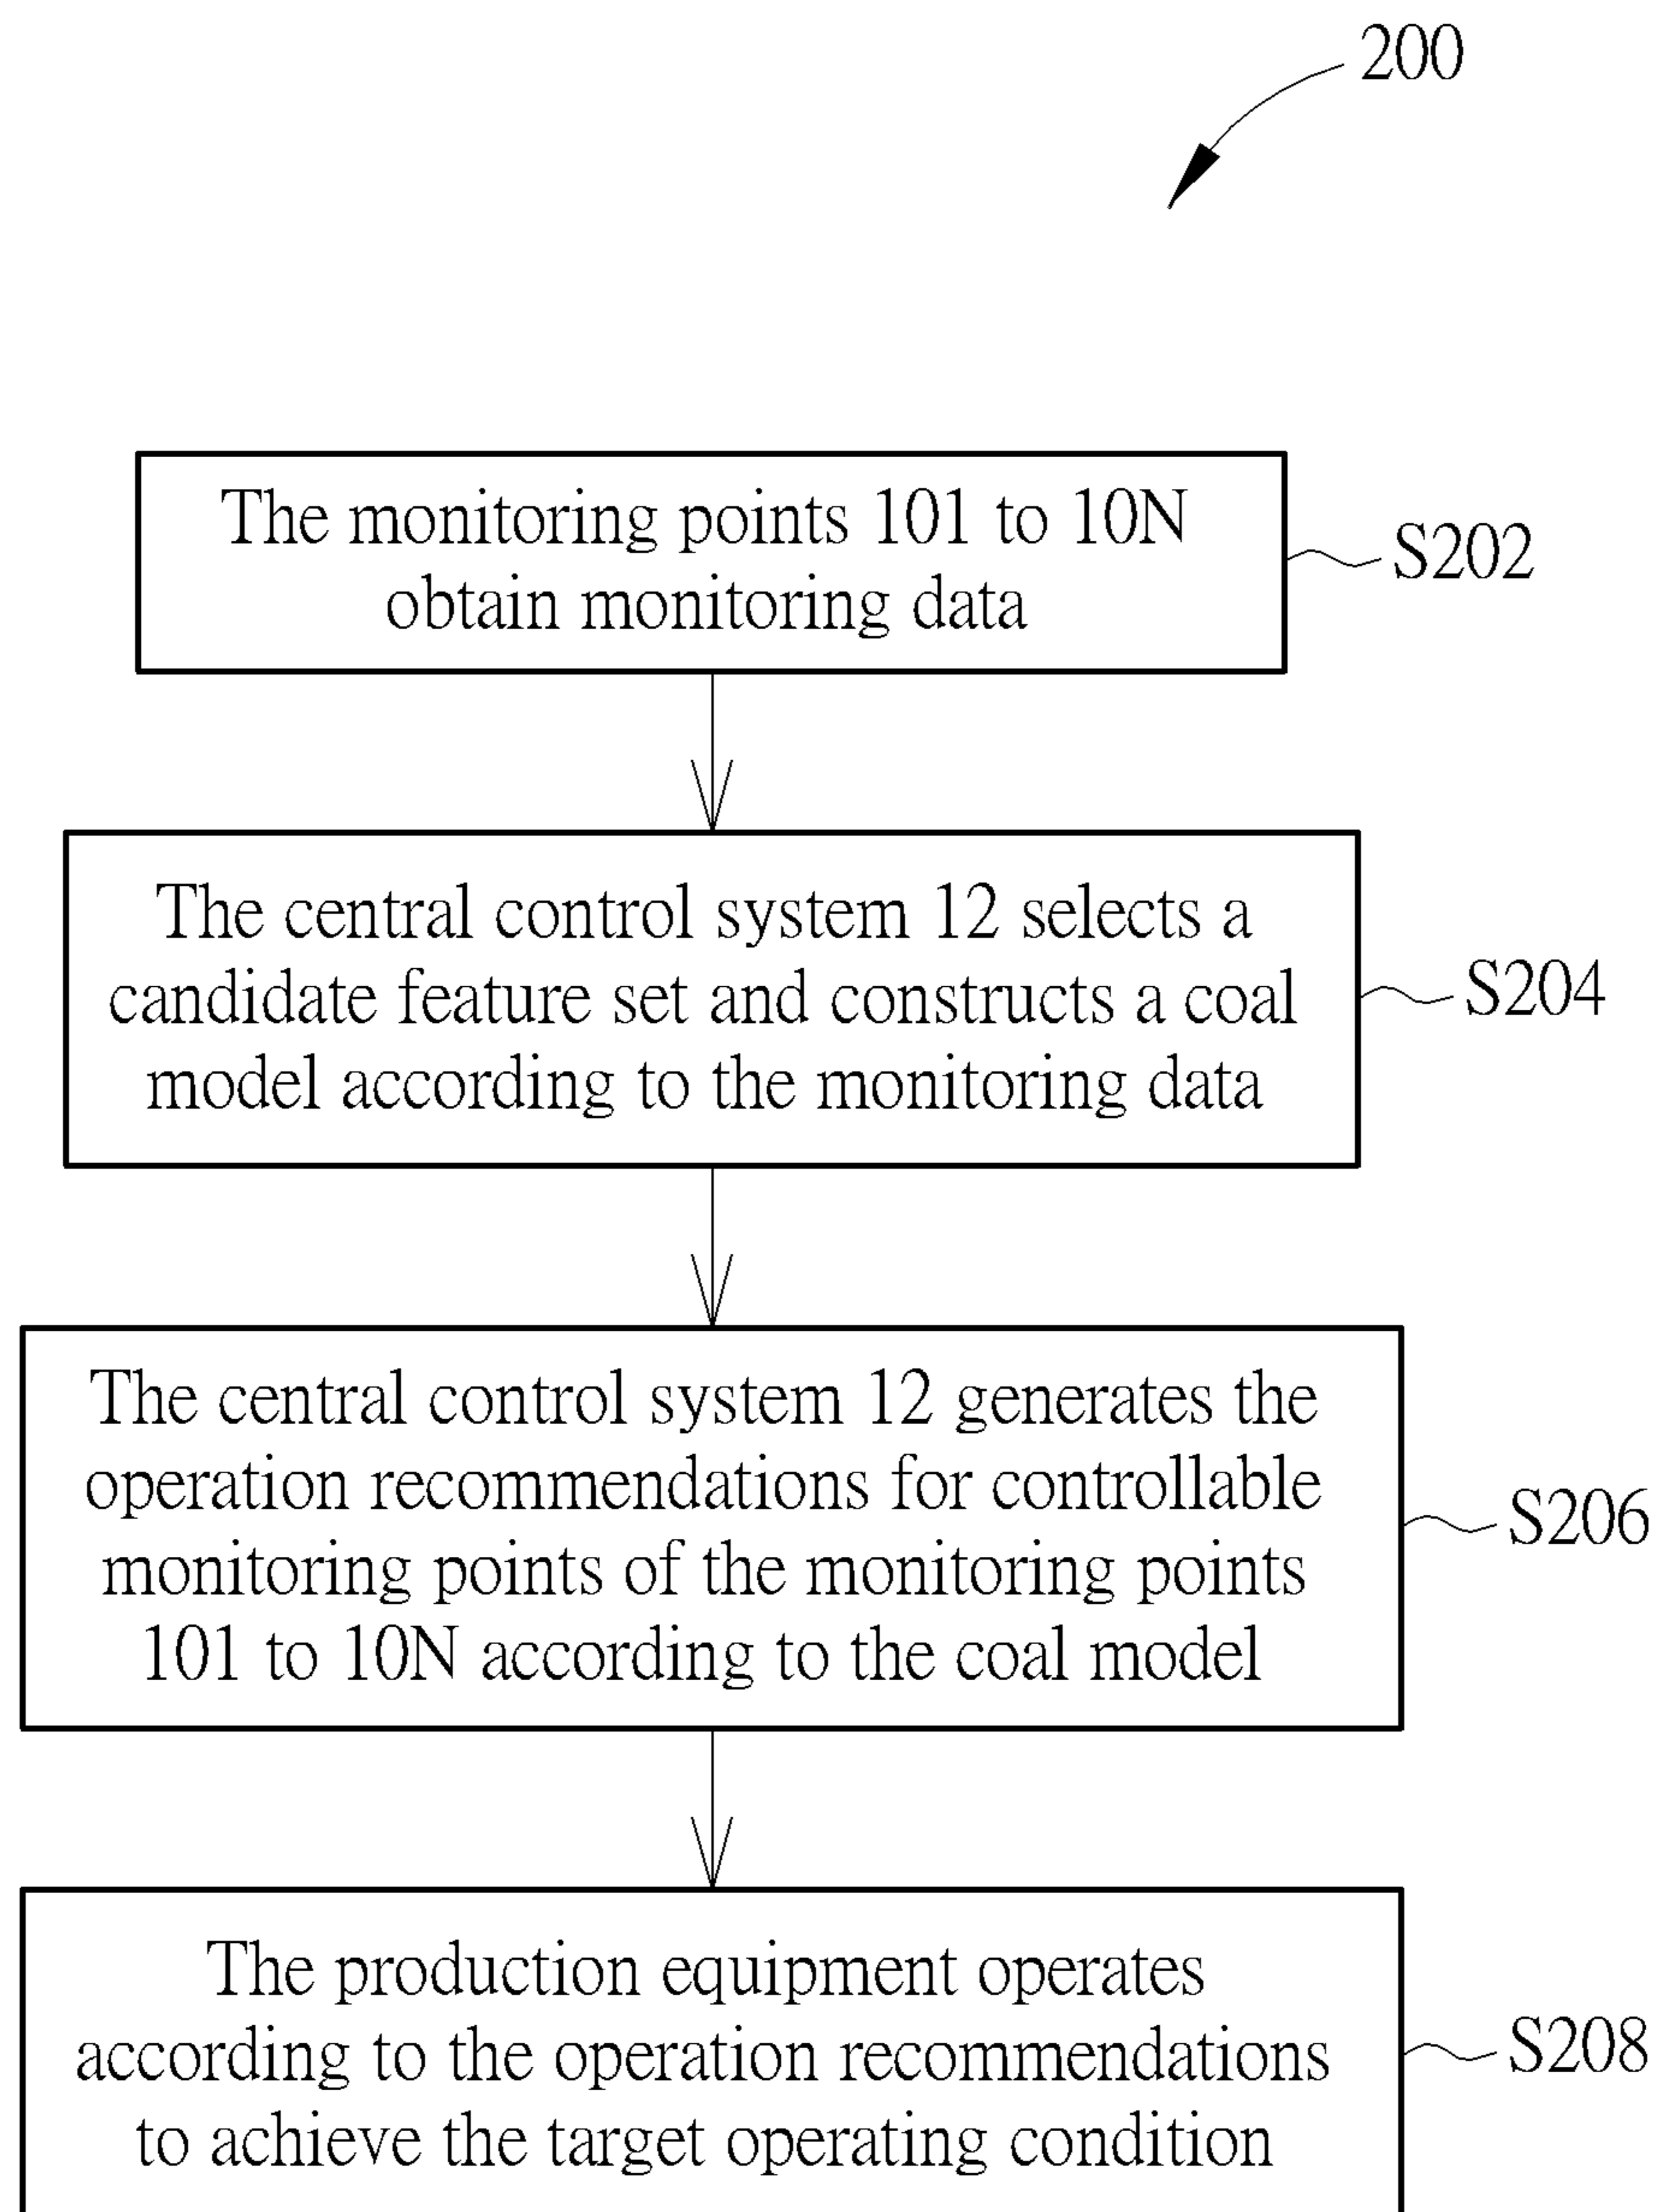 200
The monitoring points 101 to 10N
obtain monitoring data
S202
The central control system 12 selects a
candidate feature set and constructs a coal
model according to the monitoring data
S204
The central control system 12 generates the
operation recommendations for controllable
monitoring points of the monitoring points
101 to 10N according to the coal model
S206
The production equipment operates
according to the operation recommendations
to achieve the target operating condition
S208